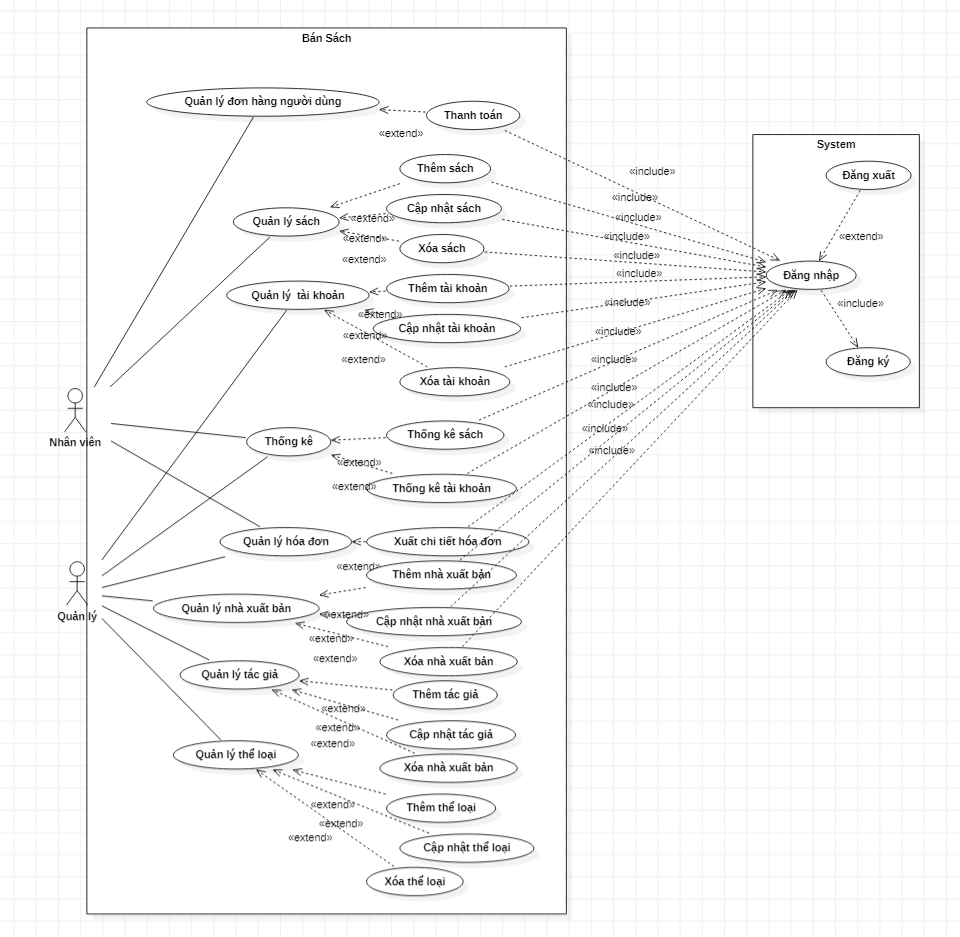 Bán Sách
Quản lý đơn hàng người dùng
Thanh toán
«extend»
System
Thêm sách
«include»
Đăng xuất
Cập nhật sách
«include»
Quản lý sách
«extend»
«include»
Xóa sách
«extend»
«include»
«extend»
«extend»
«include»
Đăng nhập
«include»
Thêm tài khoản
Quản lý  tài khoản
«include»
«include»
«extend»
Cập nhật tài khoản
«extend»
«include»
«extend»
«include»
Đăng ký
Xóa tài khoản
«include»
Nhân viên
«include»
Thống kê
Thống kê sách
«include»
«extend»
«include»
«extend»
Thống kê tài khoản
Quản lý hóa đơn
Xuất chi tiết hóa đơn
«extend»
Thêm nhà xuất bản
Quản lý
Quản lý nhà xuất bản
«extend»
Cập nhật nhà xuất bản
«extend»
«extend»
Xóa nhà xuất bản
Quản lý tác giả
Thêm tác giả
«extend»
«extend»
Cập nhật tác giả
«extend»
Quản lý thể loại
Xóa nhà xuất bản
«extend»
Thêm thể loại
«extend»
«extend»
Cập nhật thể loại
Xóa thể loại